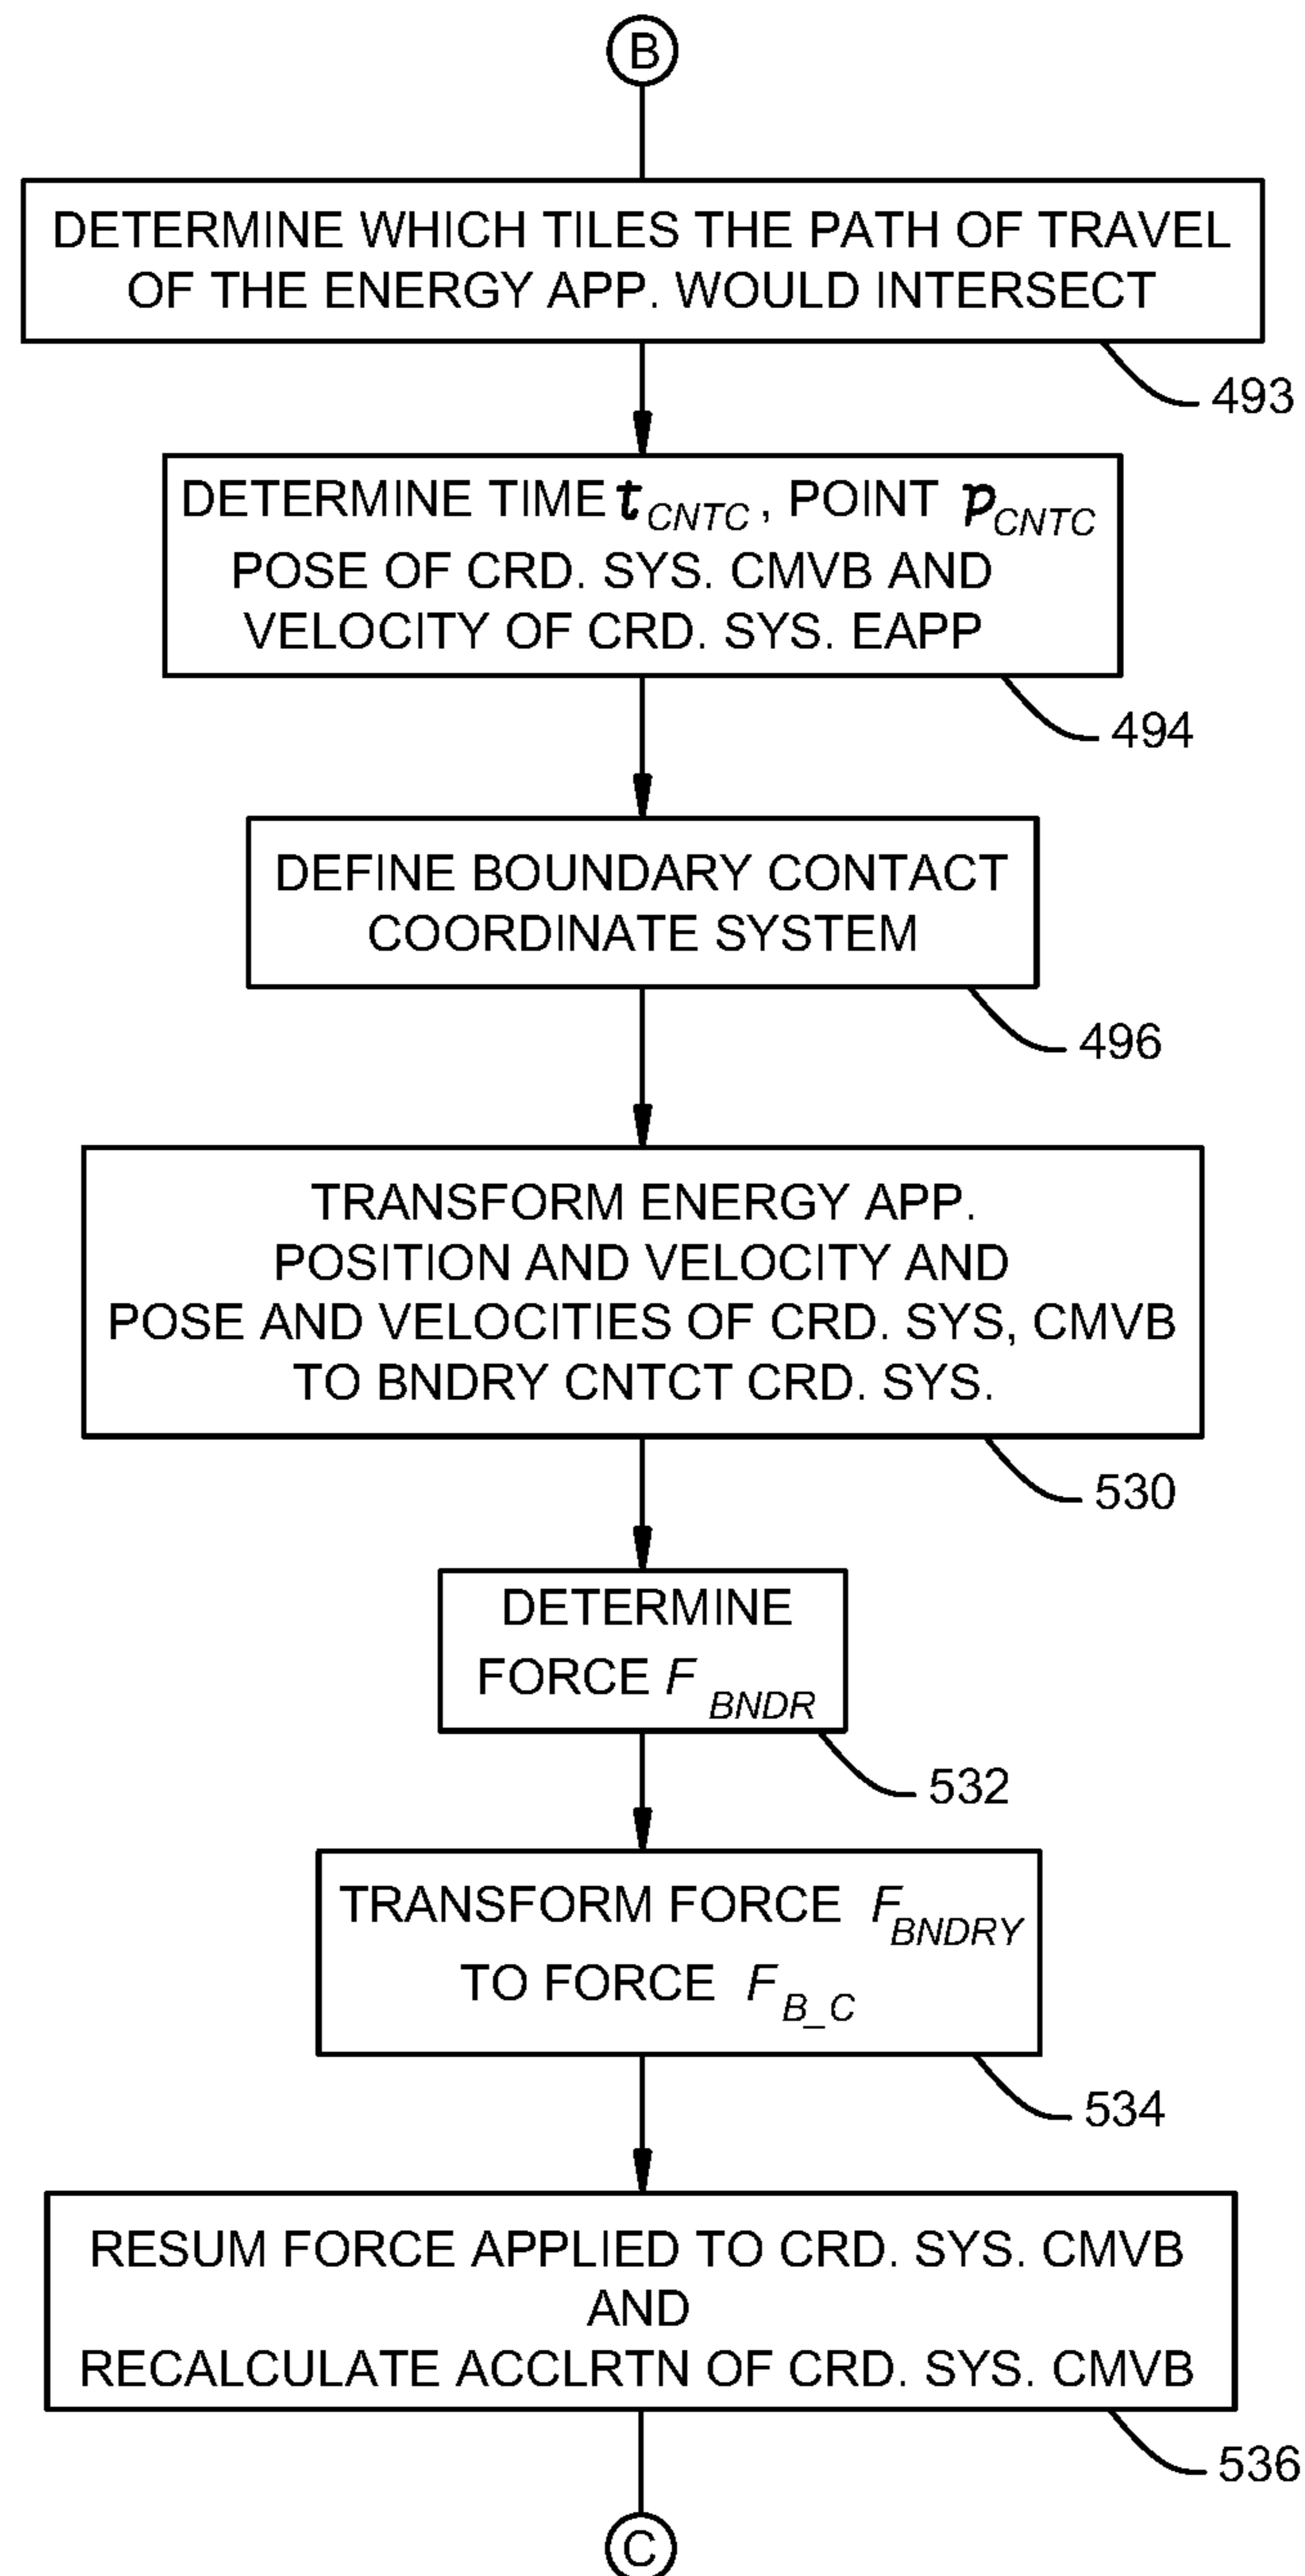 B
DETERMINE WHICH TILES THE PATH OF TRAVEL
OF THE ENERGY APP. WOULD INTERSECT
493
DETERMINE TIME t CNTC , POINT p CNTC
POSE OF CRD. SYS. CMVB AND
VELOCITY OF CRD. SYS. EAPP
494
DEFINE BOUNDARY CONTACT
COORDINATE SYSTEM
496
TRANSFORM ENERGY APP.
POSITION AND VELOCITY AND
POSE AND VELOCITIES OF CRD. SYS, CMVB
TO BNDRY CNTCT CRD. SYS.
530
DETERMINE
FORCE F BNDR
532
TRANSFORM FORCE F BNDRY
TO FORCE F B_C
534
RESUM FORCE APPLIED TO CRD. SYS. CMVB
AND
RECALCULATE ACCLRTN OF CRD. SYS. CMVB
536
C